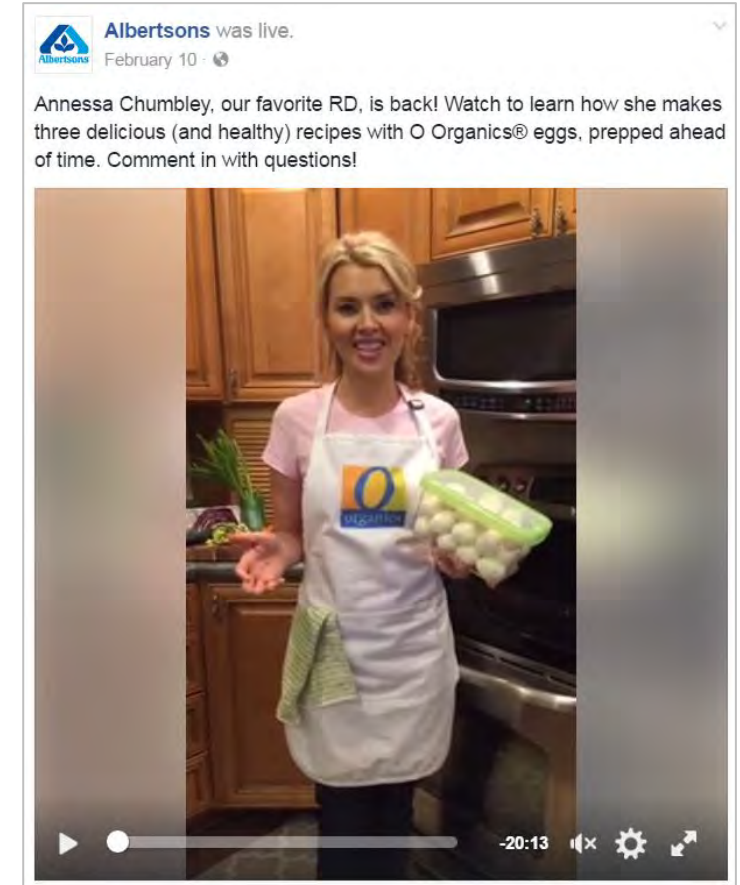 Albertsons was live.
Albertsons
February 10 ·
Annessa Chumbley, our favorite RD, is back! Watch to learn how she makes
three delicious (and healthy) recipes with O Organics® eggs, prepped ahead
of time. Comment in with questions!
O
organics
-20:13